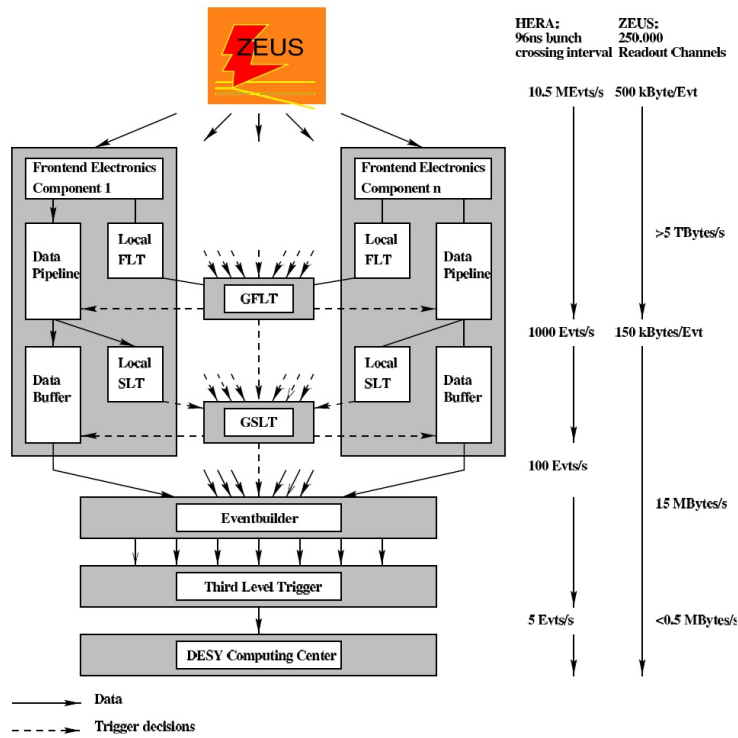 ZEUS
HERA:
96ns bunch
crossing interval
ZEUS:
250.000
Readout Channels
10.5 MEvts/s
500 kByte/Evt
Frontend Electronics
Component 1
Frontend Electronics
Component n
Data
Pipeline
Local
FLT
Local
FLT
Data
Pipeline
>5 TBytes/s
GFLT
1000 Evts/s
150 kBytes/Evt
Data
Buffer
Local
SLT
Local
SLT
Data
Buffer
GSLT
100 Evts/s
Eventbuilder
15 MBytes/s
Third Level Trigger
5 Evts/s
<0.5 MBytes/s
DESY Computing Center
Data
Trigger decisions